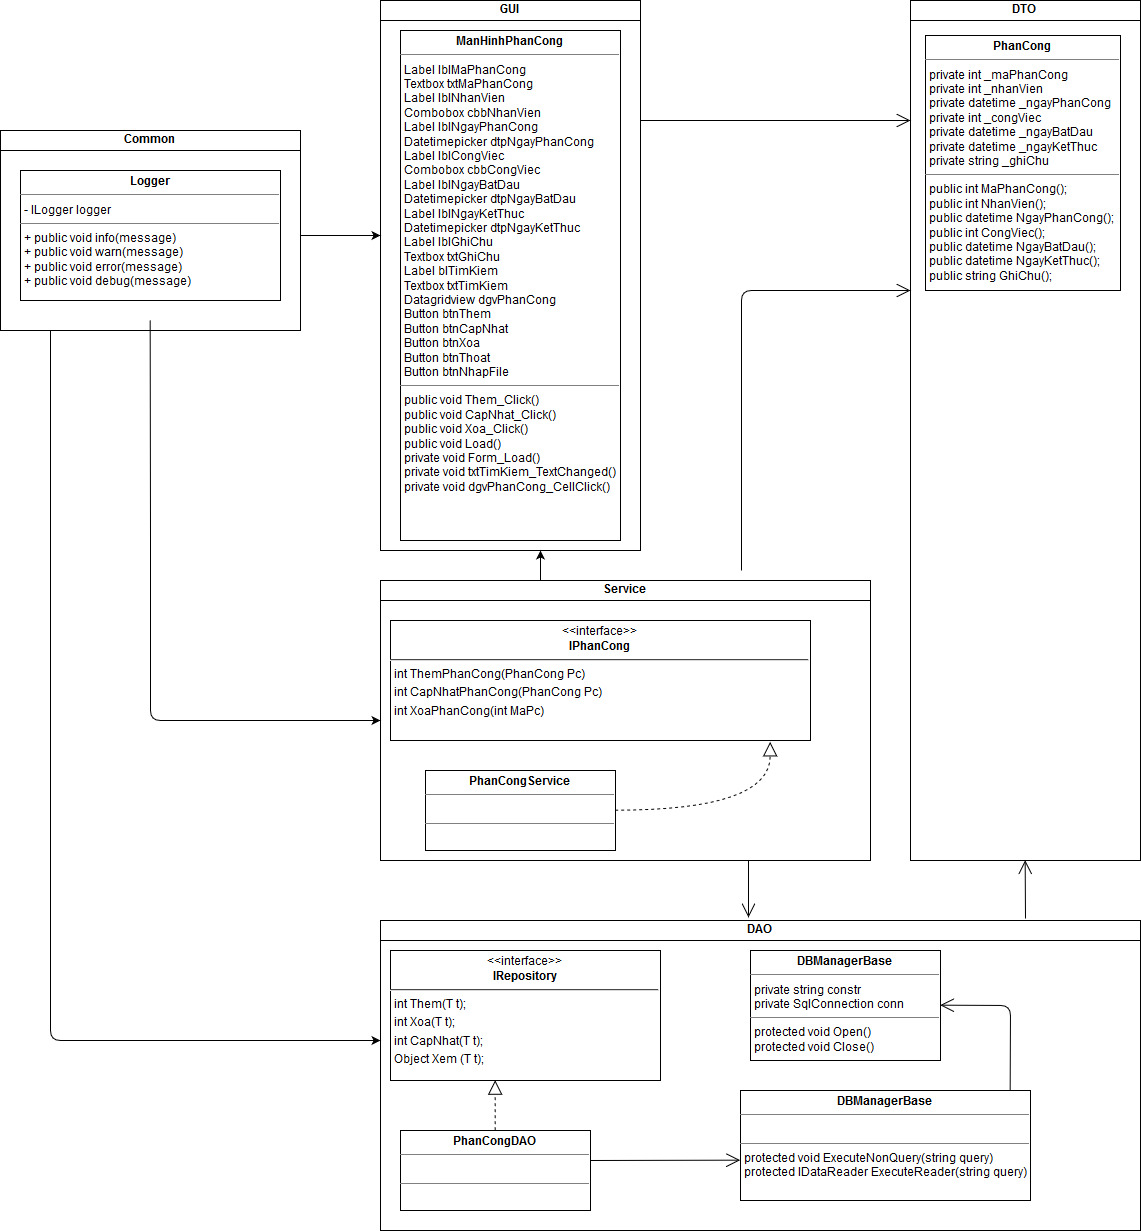 GUI
ManHinhPhanCong
Label lblMaPhanCong
Textbox txtMaPhanCong
Label lblNhanVien
Combobox cbbNhanVien
Label lblNgayPhanCong
Datetimepicker dtpNgayPhanCong
Label lblCongViec
Combobox cbbCongViec
Label lblNgayBatDau
Datetimepicker dtpNgayBatDau
Label lblNgayKetThuc
Datetimepicker dtpNgayKetThuc
Label lblGhiChu
Textbox txtGhiChu
Label blTimKiem
Textbox txtTimKiem
Datagridview dgvPhanCong
Button btnThem
Button btnCapNhat
Button btnXoa
Button btnThoat
Button btnNhapFile
public void Them_Click()
public void CapNhat_Click()
public void Xoa_Click()
public void Load()
private void Form_Load()
private void txtTimKiem_TextChanged()
private void dgvPhanCong_CellClick()
DTO
PhanCong
private int _maPhanCong
private int _nhanVien
private datetime _ngayPhanCong
private int _congViec
private datetime _ngayBatDau
private datetime _ngayKetThuc
private string _ghiChu
public int MaPhanCong();
public int NhanVien();
public datetime NgayPhanCong();
public int CongViec();
public datetime NgayBatDau();
public datetime NgayKetThuc();
public string GhiChu();
Common
Logger
- ILogger logger
+ public void info(message)
+ public void warn(message)
+ public void error(message)
+ public void debug(message)
Service
<<interface>>
IPhanCong
int ThemPhanCong(PhanCong Pc)
int CapNhatPhanCong(PhanCong Pc)
int XoaPhanCong(int MaPc)
PhanCongService
DAO
<<interface>>
IRepository
int Them(T t);
int Xoa(T t);
int CapNhat(T t);
Object Xem (T t);
PhanCongDAO
DBManagerBase
private string constr
private SqlConnection conn
protected void Open()
protected void Close()
DBManagerBase
protected void ExecuteNonQuery(string query)
protected IDataReader ExecuteReader(string query)